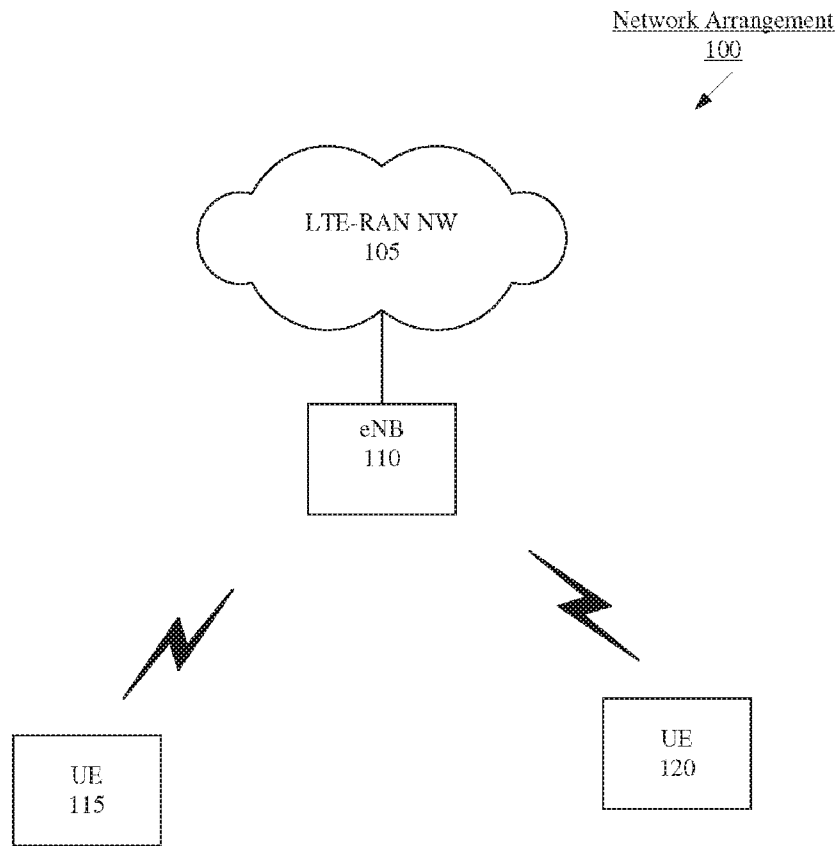 Network Arrangement
100
LTE-RAN NW
105
eNB
110
UE
115
UE
120